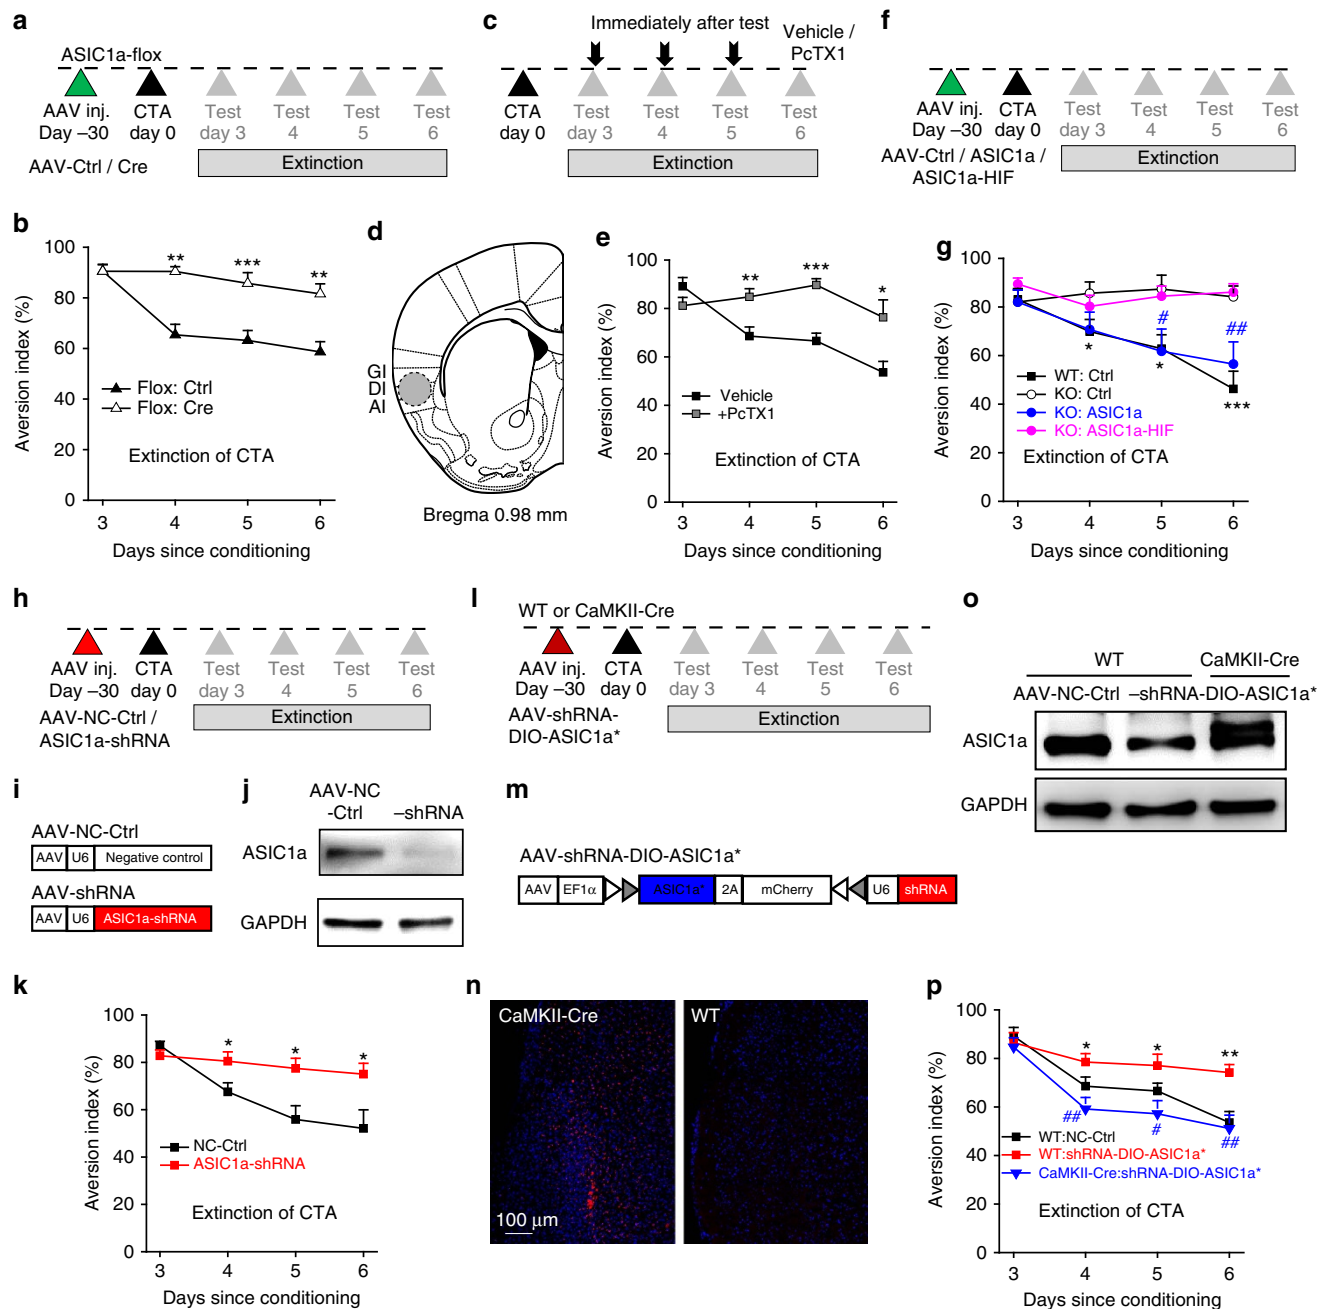 a
ASIC1a-flox
AAV inj.
Day –30
CTA
day 0
Test
day 3
Test
4
Test
5
Test
6
AAV-Ctrl / Cre
Extinction
c
Immediately after test
Vehicle /
PcTX1
CTA
day 0
Test
day 3
Test
4
Test
5
Test
6
Extinction
f
AAV inj.
Day –30
CTA
day 0
Test
day 3
Test
4
Test
5
Test
6
AAV-Ctrl / ASIC1a /
ASIC1a-HIF
Extinction
b
100
80
60
40
20
0
Aversion index (%)
** *** **
Flox: Ctrl
Flox: Cre
Extinction of CTA
3 4 5 6
Days since conditioning
d
GI
DI
AI
Bregma 0.98 mm
e
100
80
60
40
20
0
Aversion index (%)
** *** *
Vehicle
+PcTX1
Extinction of CTA
3 4 5 6
Days since conditioning
g
100
80
60
40
20
0
Aversion index (%)
# ##
* * ***
WT: Ctrl
KO: Ctrl
KO: ASIC1a
KO: ASIC1a-HIF
Extinction of CTA
3 4 5 6
Days since conditioning
h
AAV inj.
Day –30
CTA
day 0
Test
day 3
Test
4
Test
5
Test
6
AAV-NC-Ctrl /
ASIC1a-shRNA
Extinction
l
WT or CaMKII-Cre
AAV inj.
Day –30
CTA
day 0
Test
day 3
Test
4
Test
5
Test
6
AAV-shRNA-
DIO-ASIC1a*
Extinction
o
WT CaMKII-Cre
AAV-NC-Ctrl –shRNA-DIO-ASIC1a*
ASIC1a
GAPDH
i
AAV-NC-Ctrl
AAV U6 Negative control
AAV-shRNA
AAV U6 ASIC1a-shRNA
j
AAV-NC
-Ctrl –shRNA
ASIC1a
GAPDH
m
AAV-shRNA-DIO-ASIC1a*
AAV EF1α ASIC1a* 2A mCherry U6 shRNA
k
100
80
60
40
20
0
Aversion index (%)
* * *
NC-Ctrl
ASIC1a-shRNA
Extinction of CTA
3 4 5 6
Days since conditioning
n
CaMKII-Cre
WT
100 μm
p
100
80
60
40
20
0
Aversion index (%)
* * **
## # ##
WT:NC-Ctrl
WT:shRNA-DIO-ASIC1a*
CaMKII-Cre:shRNA-DIO-ASIC1a*
Extinction of CTA
3 4 5 6
Days since conditioning